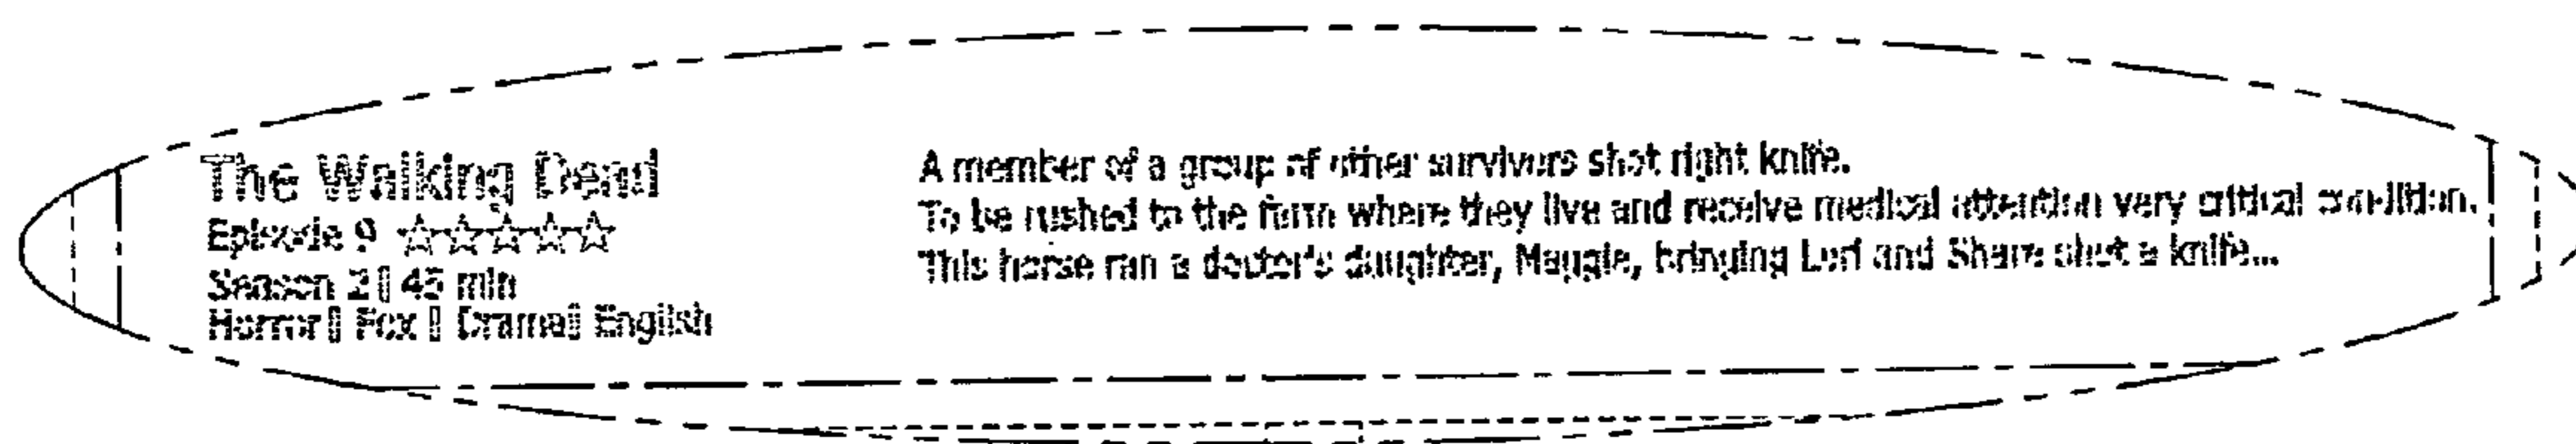 The Walking Dead
Episode 9 ☆☆☆☆☆
Season 2 | 45 min
Horror | Fox | Drama | English
A member of a group of other survivors shot right knife.
To be rushed to the farm where they live and receive medical attention very critical condition.
This horse ran a doctor's daughter, Maggie, bringing Lori and Shane shot a knife...